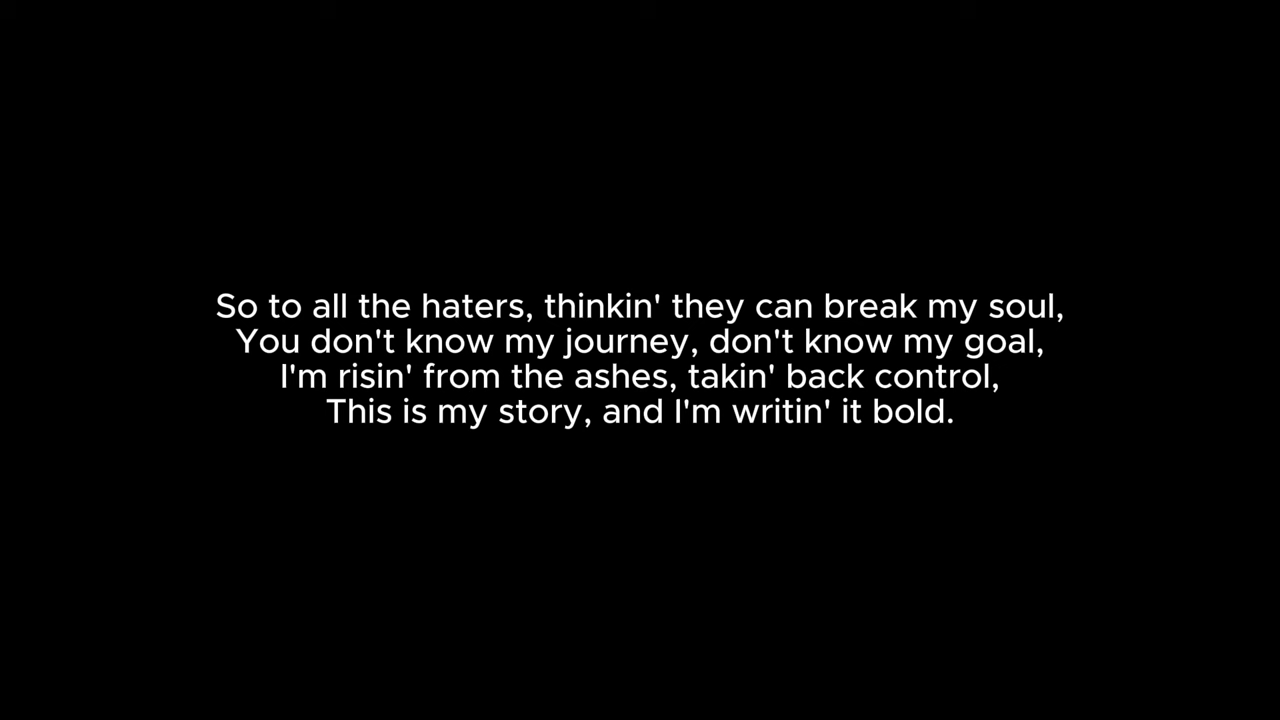 So to all the haters, thinkin' they can break my soul,
You don't know my journey, don't know my goal,
I'm risin' from the ashes, takin' back control,
This is my story, and I'm writin' it bold.